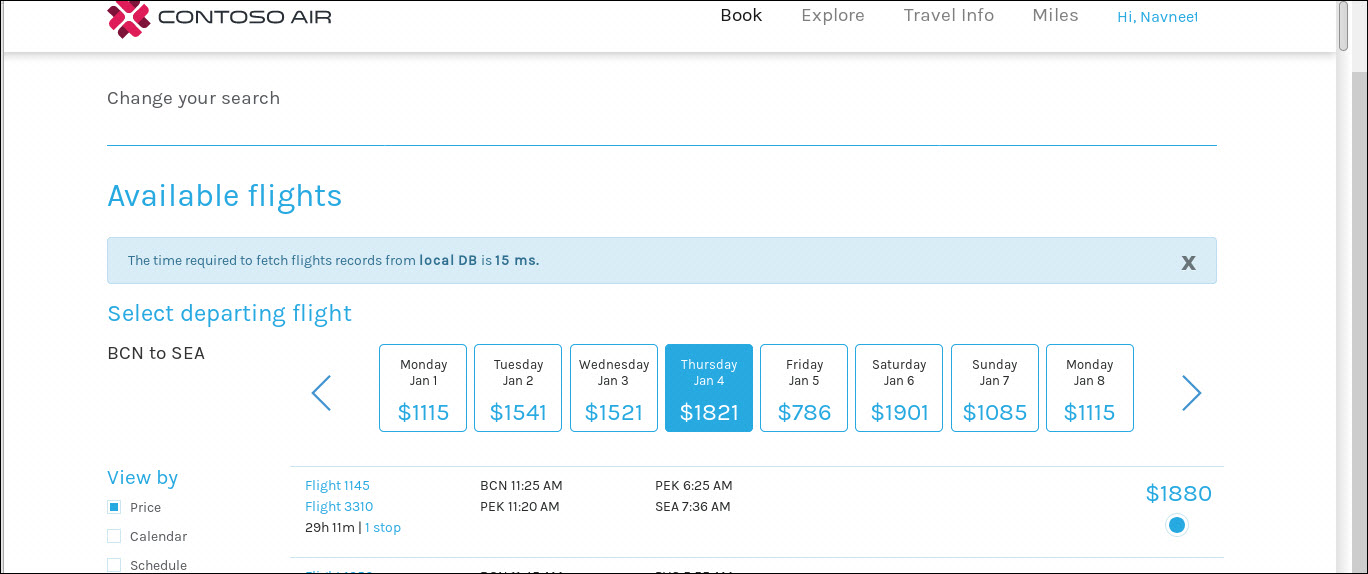 CONTOSO AIR
Book Explore Travel Info Miles Hi, Navneet
Change your search
Available flights
The time required to fetch flights records from local DB is 15 ms.
X
Select departing flight
BCN to SEA
Monday Jan 1 $1115
Tuesday Jan 2 $1541
Wednesday Jan 3 $1521
Thursday Jan 4 $1821
Friday Jan 5 $786
Saturday Jan 6 $1901
Sunday Jan 7 $1085
Monday Jan 8 $1115
View by
Price
Calendar
Schedule
Flight 1145 BCN 11:25 AM PEK 6:25 AM $1880
Flight 3310 PEK 11:20 AM SEA 7:36 AM
29h 11m | 1 stop